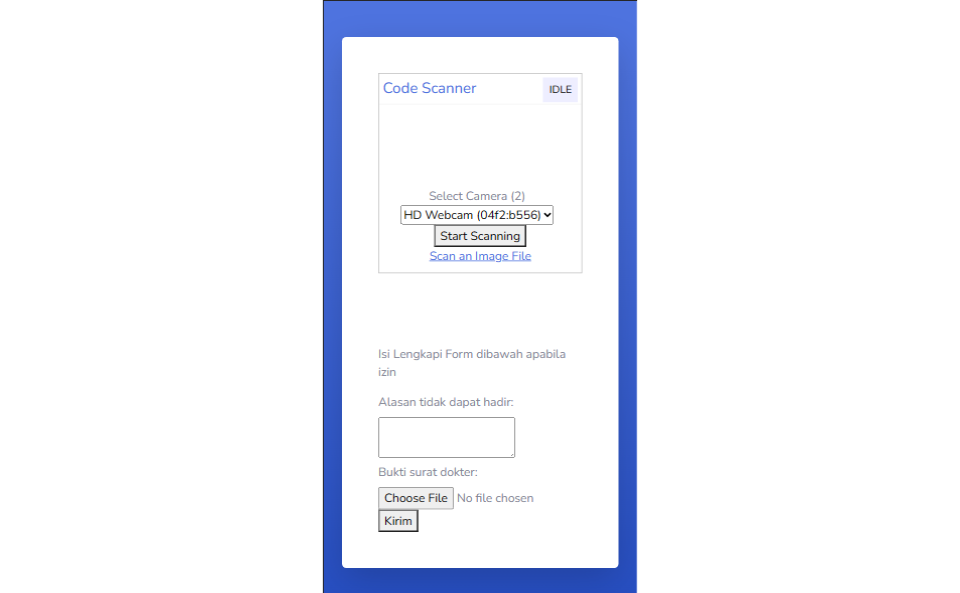 Code Scanner
IDLE
Select Camera (2)
HD Webcam (04f2:b556)
Start Scanning
Scan an Image File
Isi Lengkapi Form dibawah apabila
izin
Alasan tidak dapat hadir:
Bukti surat dokter:
Choose File No file chosen
Kirim